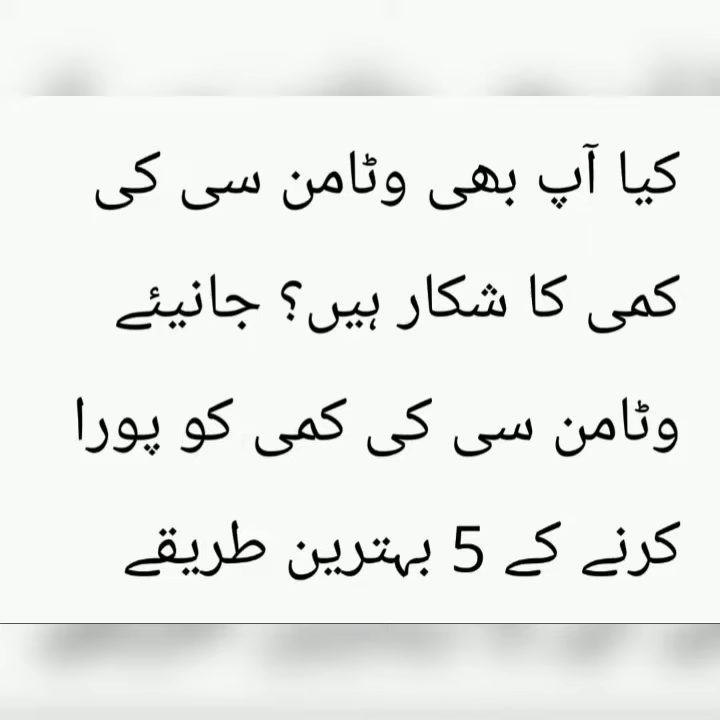 کیا آپ بھی وٹامن سی کی
کمی کا شکار ہیں؟ جانیئے
وٹامن سی کی کمی کو پورا
کرنے کے 5 بہترین طریقے